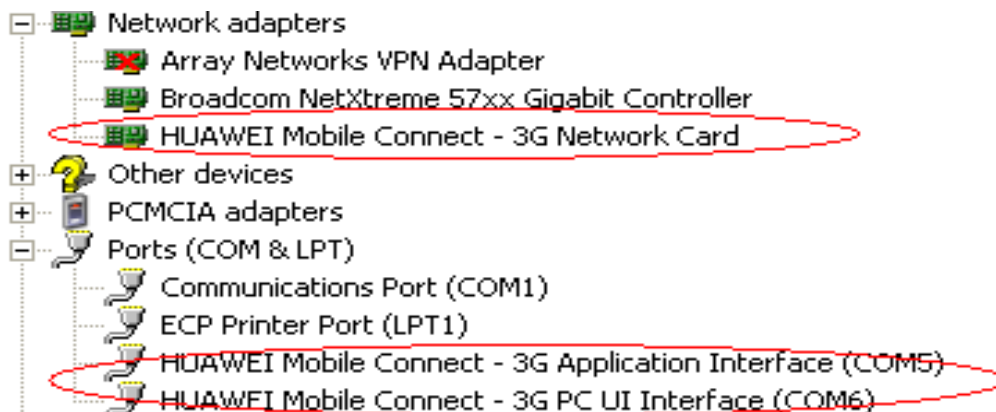 Network adapters
Array Networks VPN Adapter
Broadcom NetXtreme 57xx Gigabit Controller
HUAWEI Mobile Connect - 3G Network Card
Other devices
PCMCIA adapters
Ports (COM & LPT)
Communications Port (COM1)
ECP Printer Port (LPT1)
HUAWEI Mobile Connect - 3G Application Interface (COM5)
HUAWEI Mobile Connect - 3G PC UI Interface (COM6)